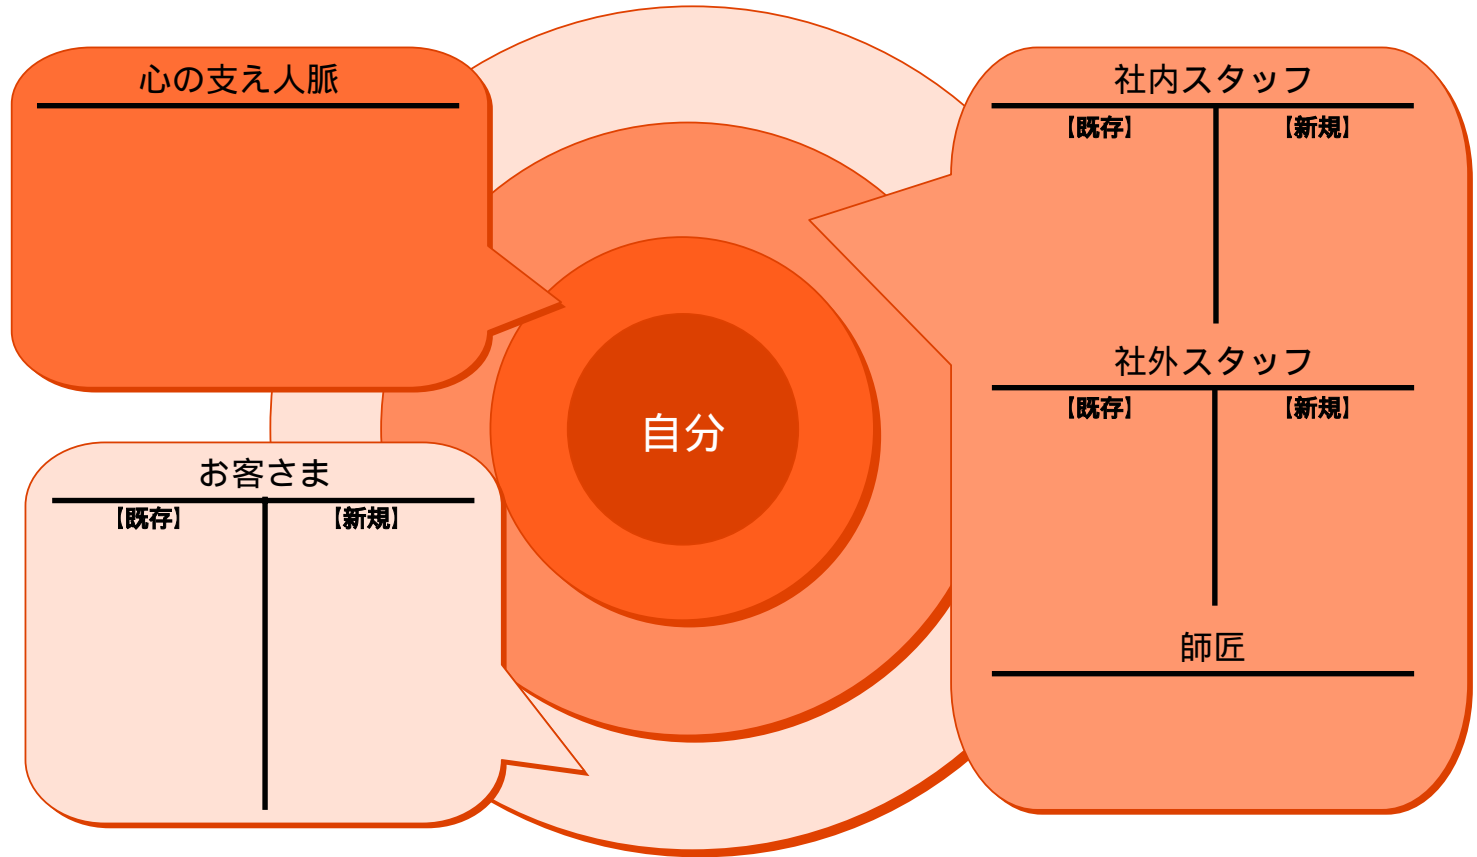 心の支え人脈
社内スタッフ
【既存】
【新規】
社外スタッフ
【既存】
【新規】
師匠
自分
お客さま
【既存】
【新規】